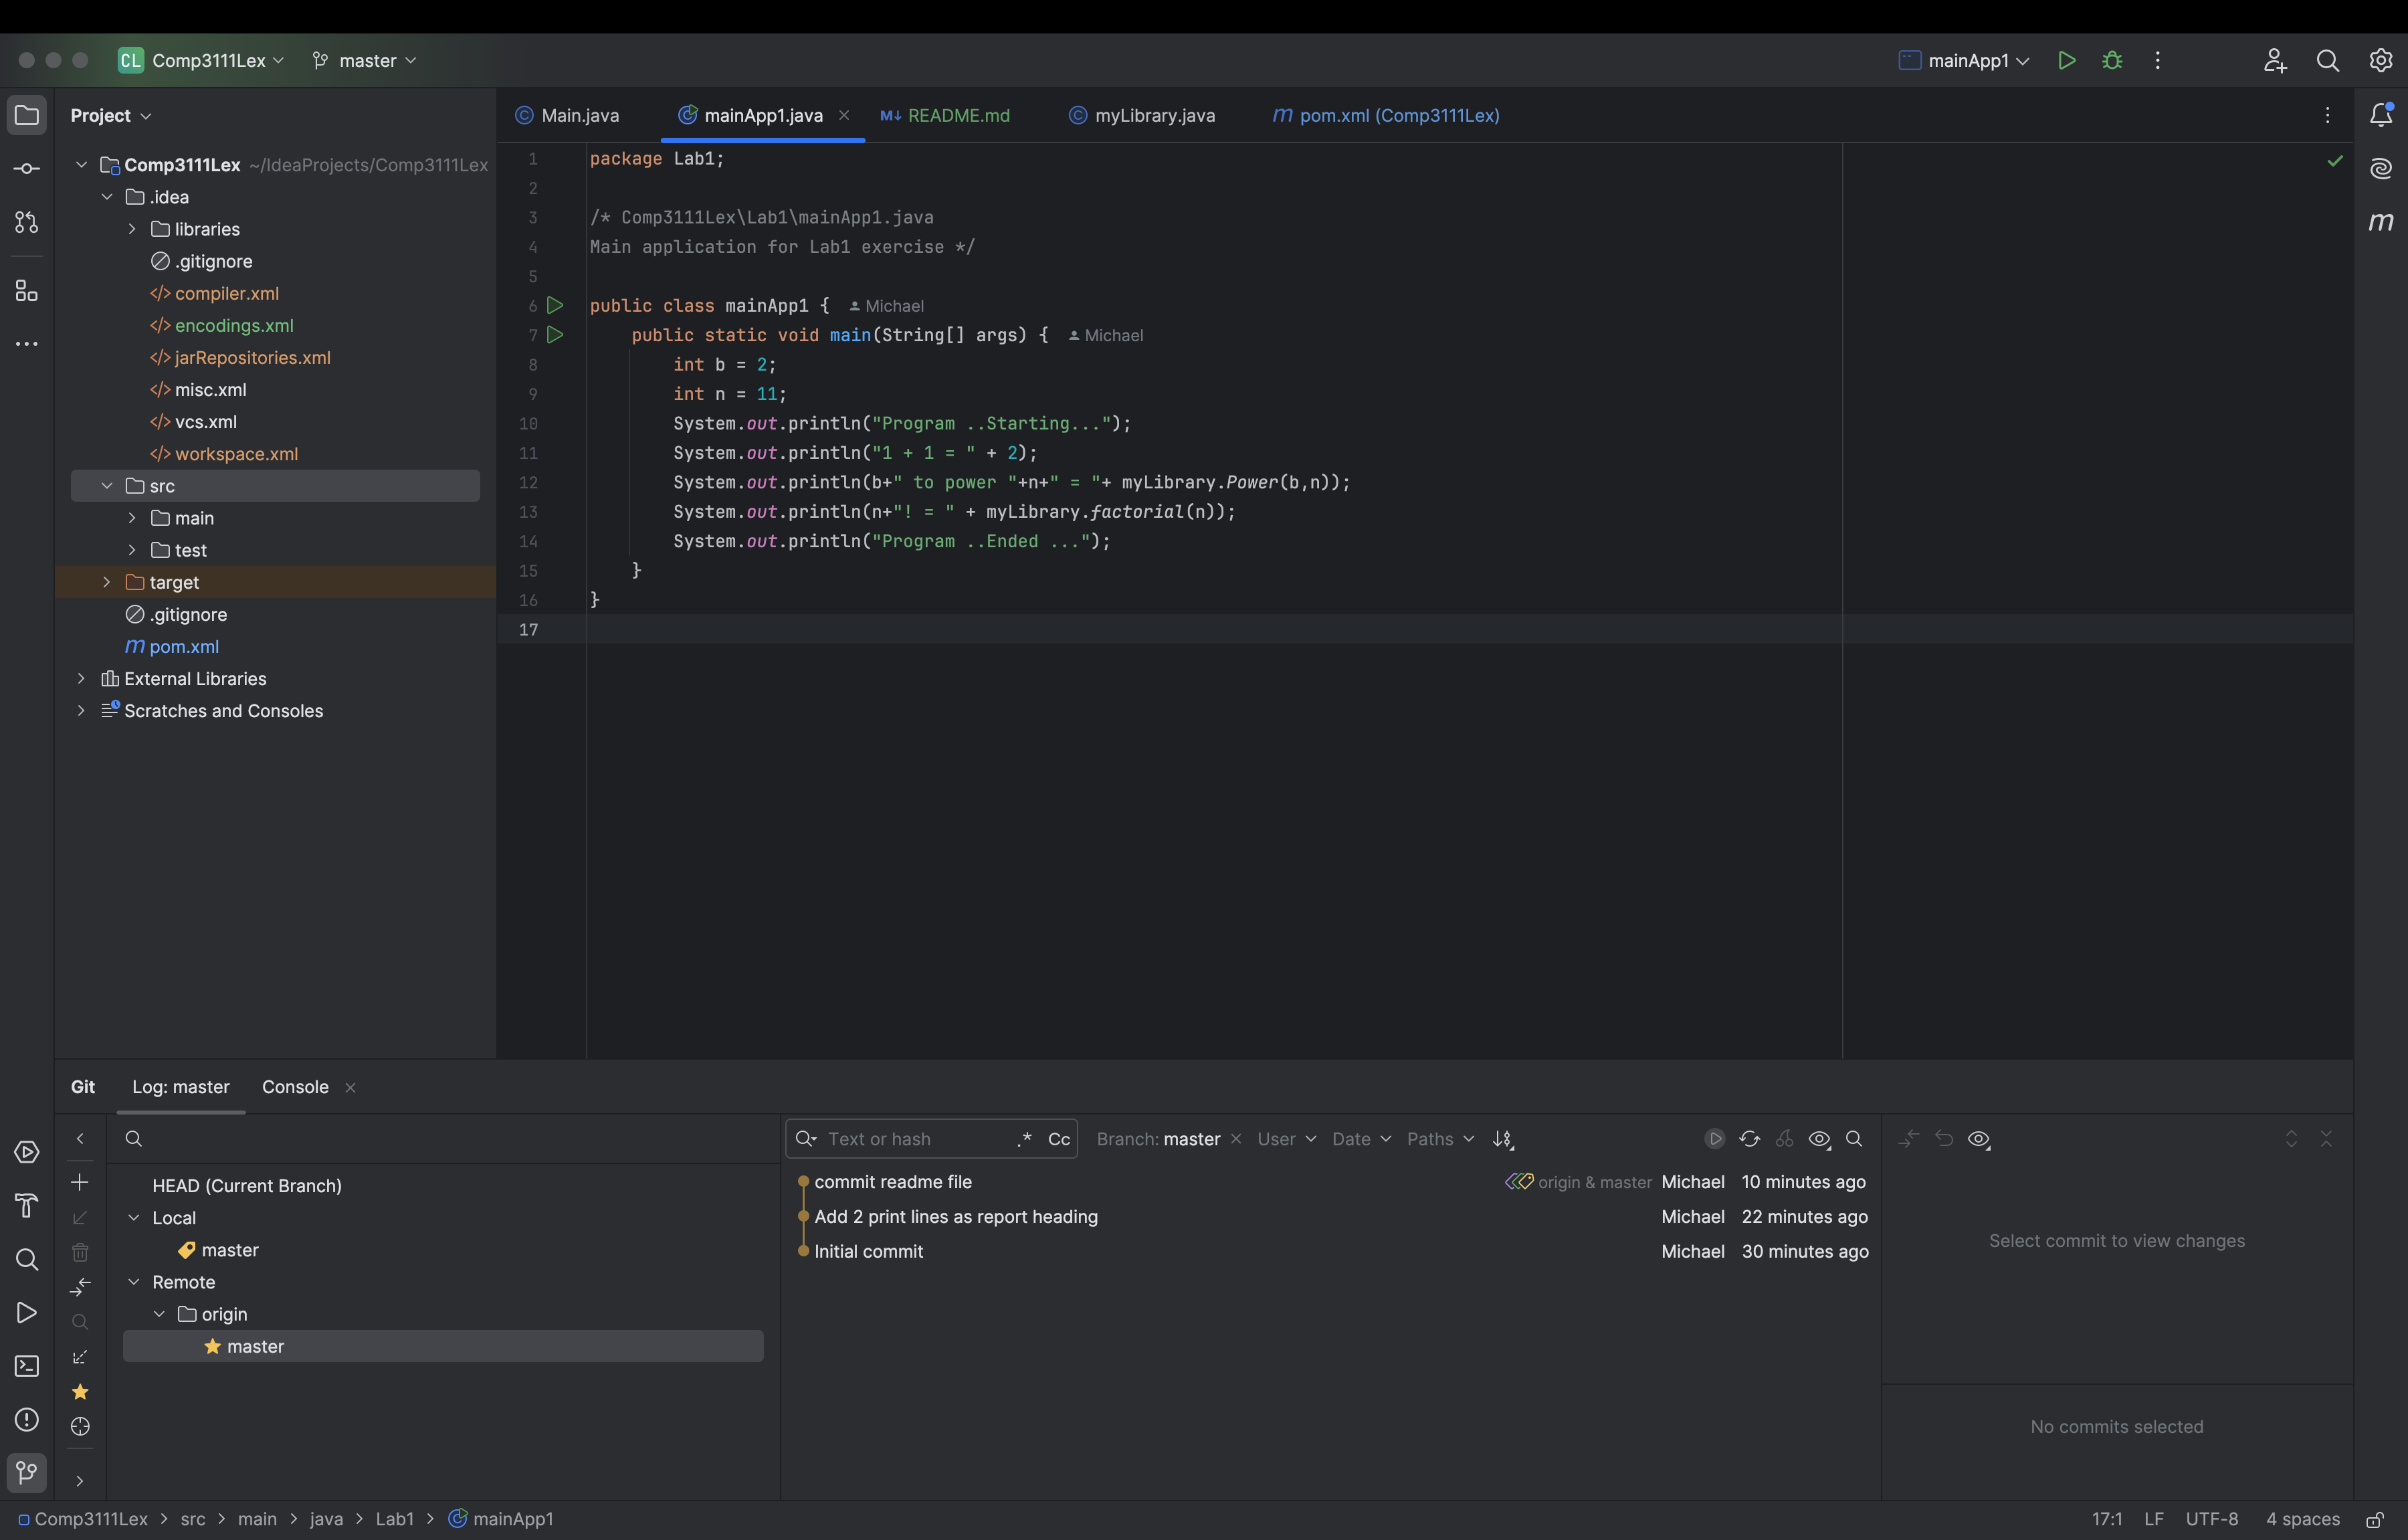 CL Comp3111Lex master mainApp1
Project
Main.java mainApp1.java M↓ README.md myLibrary.java m pom.xml (Comp3111Lex)
Comp3111Lex ~/IdeaProjects/Comp3111Lex
.idea
libraries
.gitignore
</> compiler.xml
</> encodings.xml
</> jarRepositories.xml
</> misc.xml
</> vcs.xml
</> workspace.xml
src
main
test
target
.gitignore
m pom.xml
External Libraries
Scratches and Consoles
1 package Lab1;
2
3 /* Comp3111Lex\Lab1\mainApp1.java
4 Main application for Lab1 exercise */
5
6 public class mainApp1 { Michael
7 public static void main(String[] args) { Michael
8 int b = 2;
9 int n = 11;
10 System.out.println("Program ..Starting...");
11 System.out.println("1 + 1 = " + 2);
12 System.out.println(b+" to power "+n+" = "+ myLibrary.Power(b,n));
13 System.out.println(n+"! = " + myLibrary.factorial(n));
14 System.out.println("Program ..Ended ...");
15 }
16 }
17
m
Git Log: master Console
HEAD (Current Branch)
Local
master
Remote
origin
master
Text or hash .* Cc Branch: master User Date Paths
commit readme file origin & master Michael 10 minutes ago
Add 2 print lines as report heading Michael 22 minutes ago
Initial commit Michael 30 minutes ago
Select commit to view changes
No commits selected
Comp3111Lex > src > main > java > Lab1 > mainApp1 17:1 LF UTF-8 4 spaces